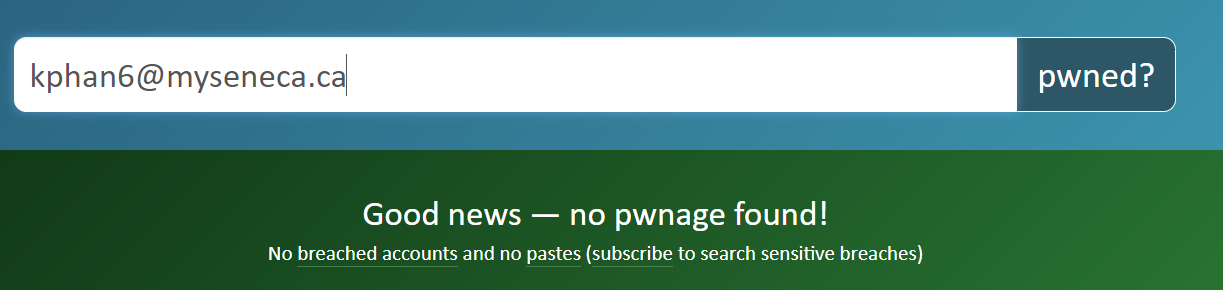 kphan6@myseneca.ca
pwned?
Good news — no pwnage found!
No breached accounts and no pastes (subscribe to search sensitive breaches)